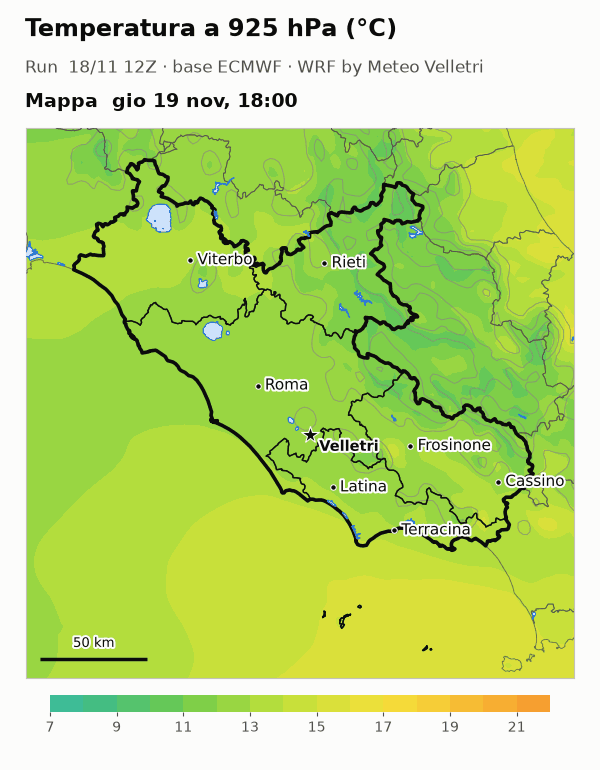 Temperatura a 925 hPa (°C)
Run  18/11 12Z · base ECMWF · WRF by Meteo Velletri
Mappa  gio 19 nov, 18:00
Viterbo
Rieti
Roma
Velletri
Frosinone
Cassino
Latina
Terracina
50 km
7 9 11 13 15 17 19 21